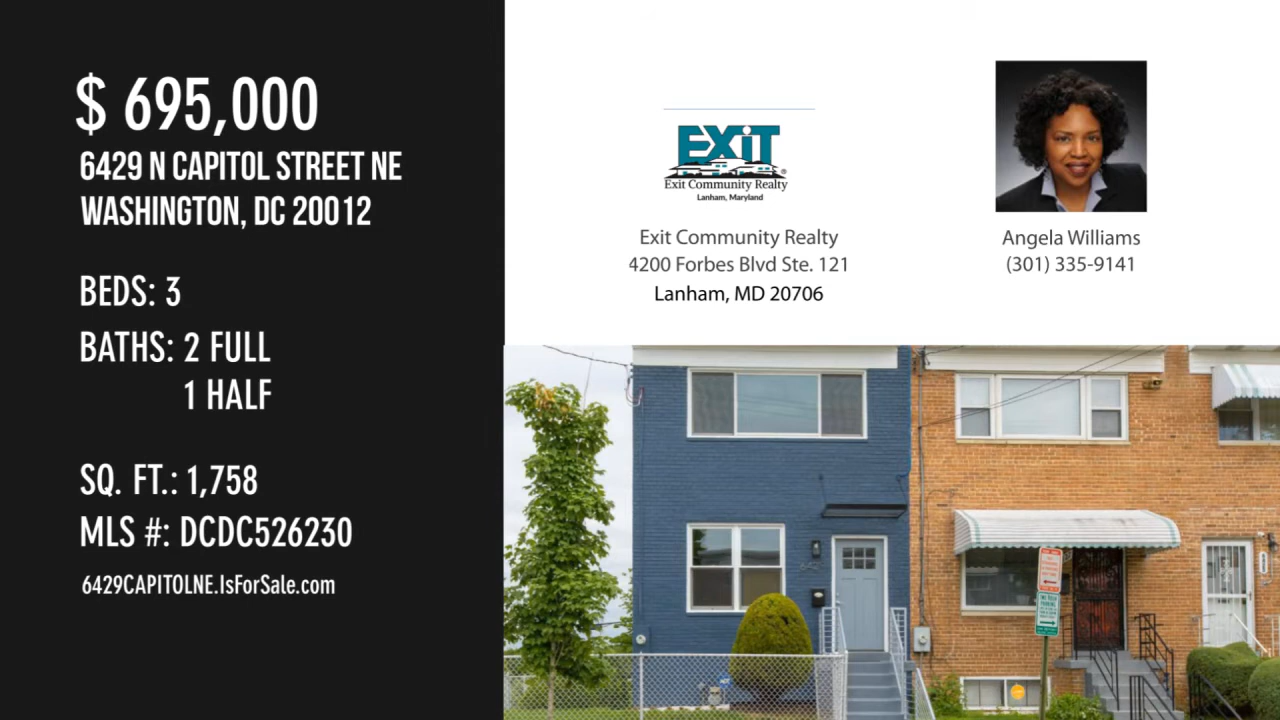 $ 695,000
6429 N CAPITOL STREET NE
WASHINGTON, DC 20012
BEDS: 3
BATHS: 2 FULL
1 HALF
SQ. FT.: 1,758
MLS #: DCDC526230
6429CAPITOLNE.IsForSale.com
EXiT
Exit Community Realty
Lanham, Maryland
Exit Community Realty
4200 Forbes Blvd Ste. 121
Lanham, MD 20706
Angela Williams
(301) 335-9141